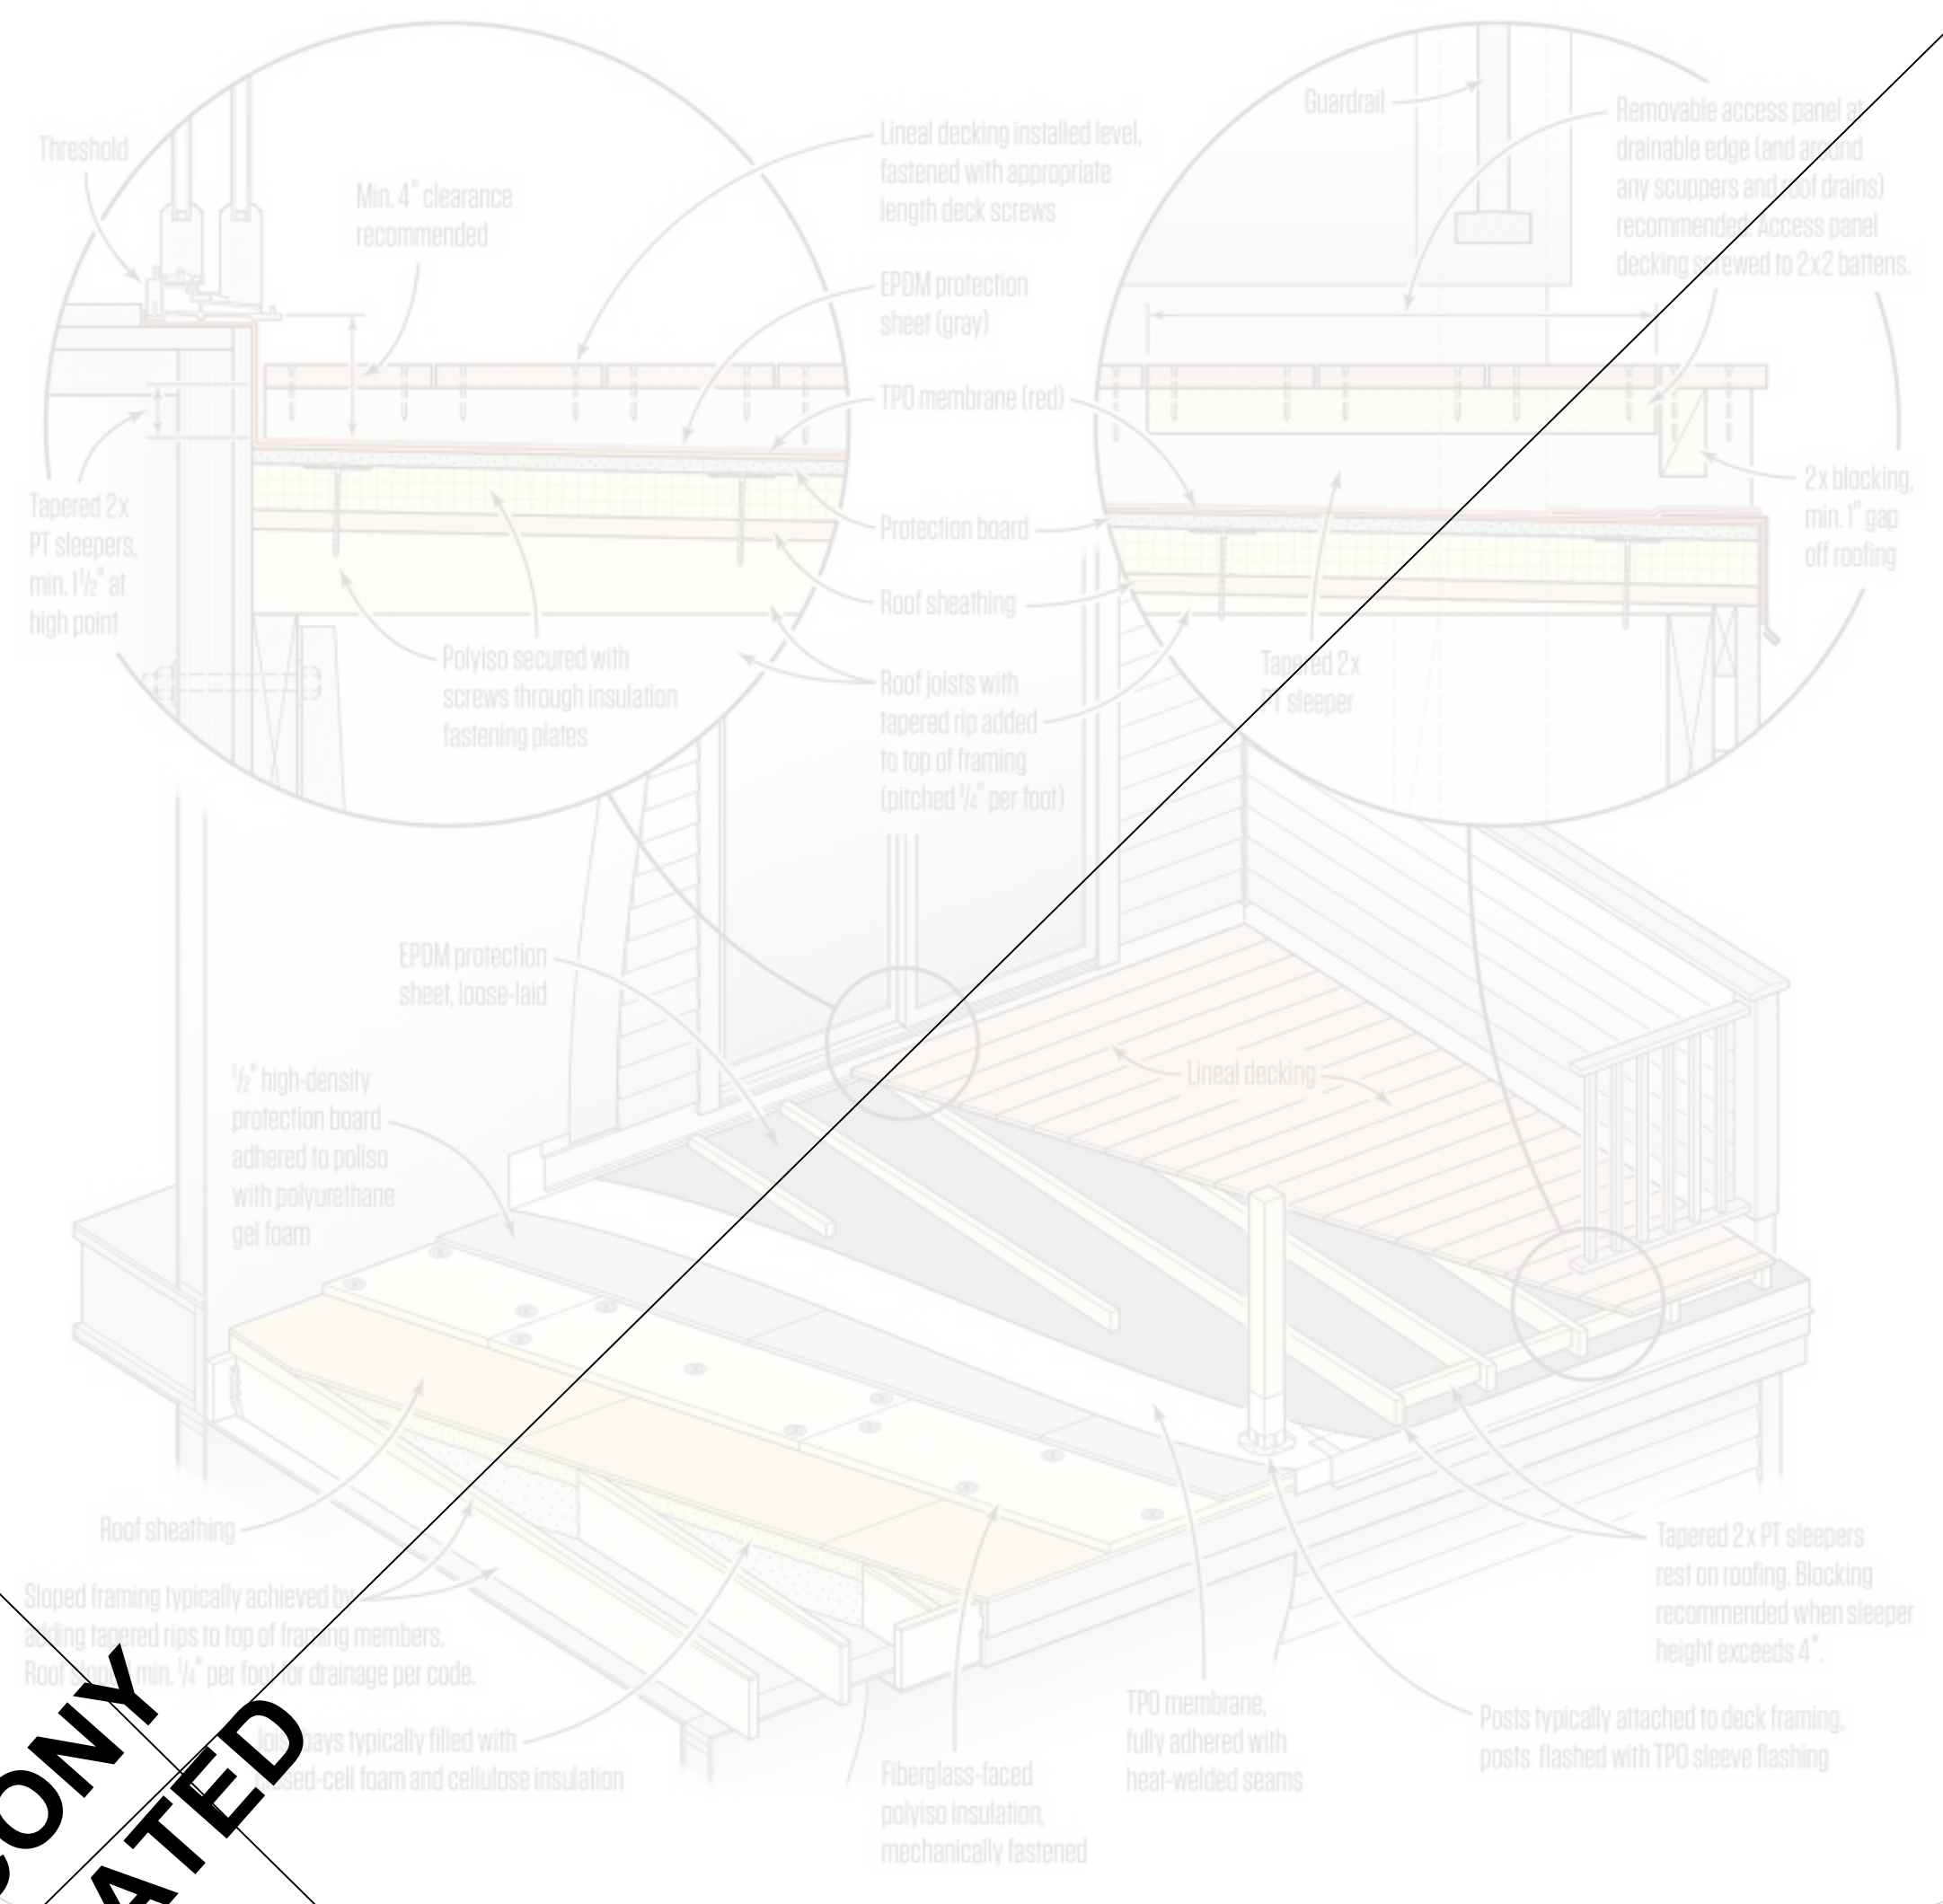 Threshold
Min. 4" clearance
recommended
Lineal decking installed level,
fastened with appropriate
length deck screws
EPDM protection
sheet (gray)
TPO membrane (red)
Protection board
Roof sheathing
Roof joists with
tapered rip added
to top of framing
(pitched 1/4" per foot)
Tapered 2x
PT sleepers,
min. 1 1/2" at
high point
Polyiso secured with
screws through insulation
fastening plates
Guardrail
Removable access panel at
drainable edge (and around
any scuppers and roof drains)
recommended. Access panel
decking screwed to 2x2 battens.
2x blocking,
min. 1" gap
off roofing
Tapered 2x
PT sleeper
EPDM protection
sheet, loose-laid
1/2" high-density
protection board
adhered to poliso
with polyurethane
gel foam
Lineal decking
Roof sheathing
Sloped framing typically achieved by
adding tapered rips to top of framing members.
Roof sloped min. 1/4" per foot for drainage per code.
Joist bays typically filled with
closed-cell foam and cellulose insulation
Fiberglass-faced
polyiso insulation,
mechanically fastened
TPO membrane,
fully adhered with
heat-welded seams
Posts typically attached to deck framing,
posts flashed with TPO sleeve flashing
Tapered 2x PT sleepers
rest on roofing. Blocking
recommended when sleeper
height exceeds 4".
ONY
ATED